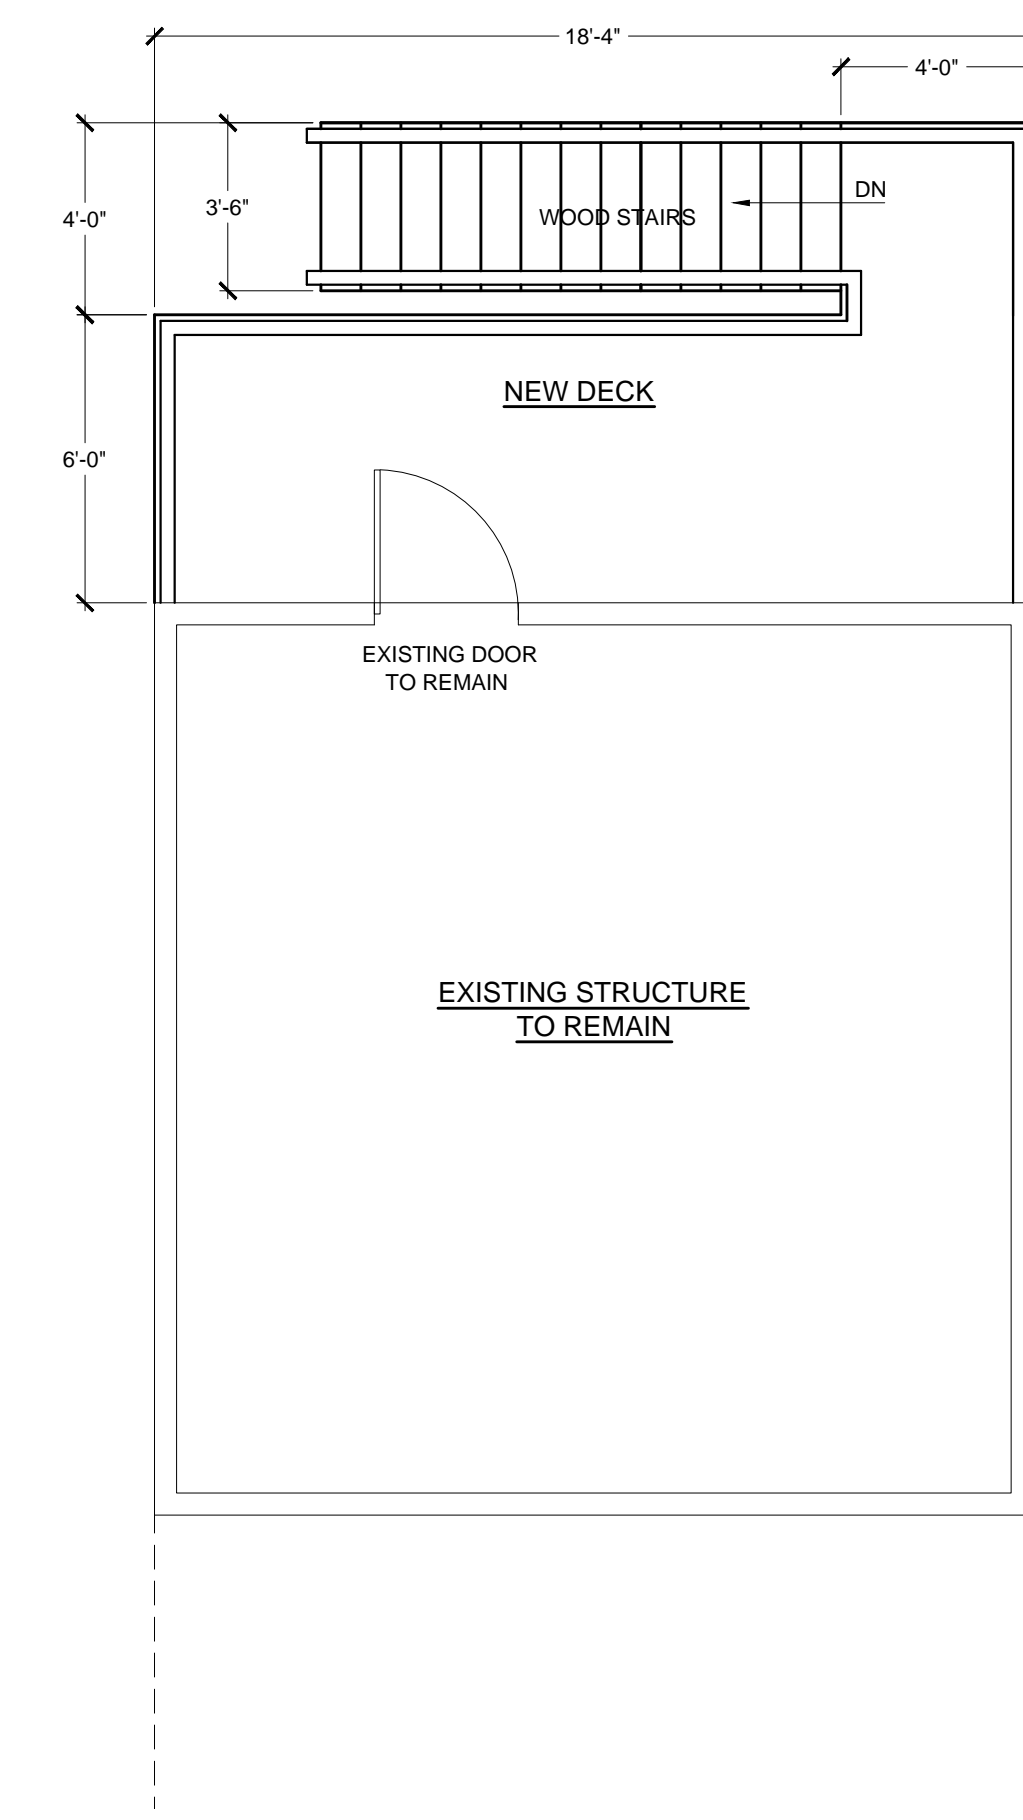 18'-4"
4'-0"
DN
3'-6"
4'-0"
WOOD STAIRS
NEW DECK
6'-0"
EXISTING DOOR
TO REMAIN
EXISTING STRUCTURE
TO REMAIN